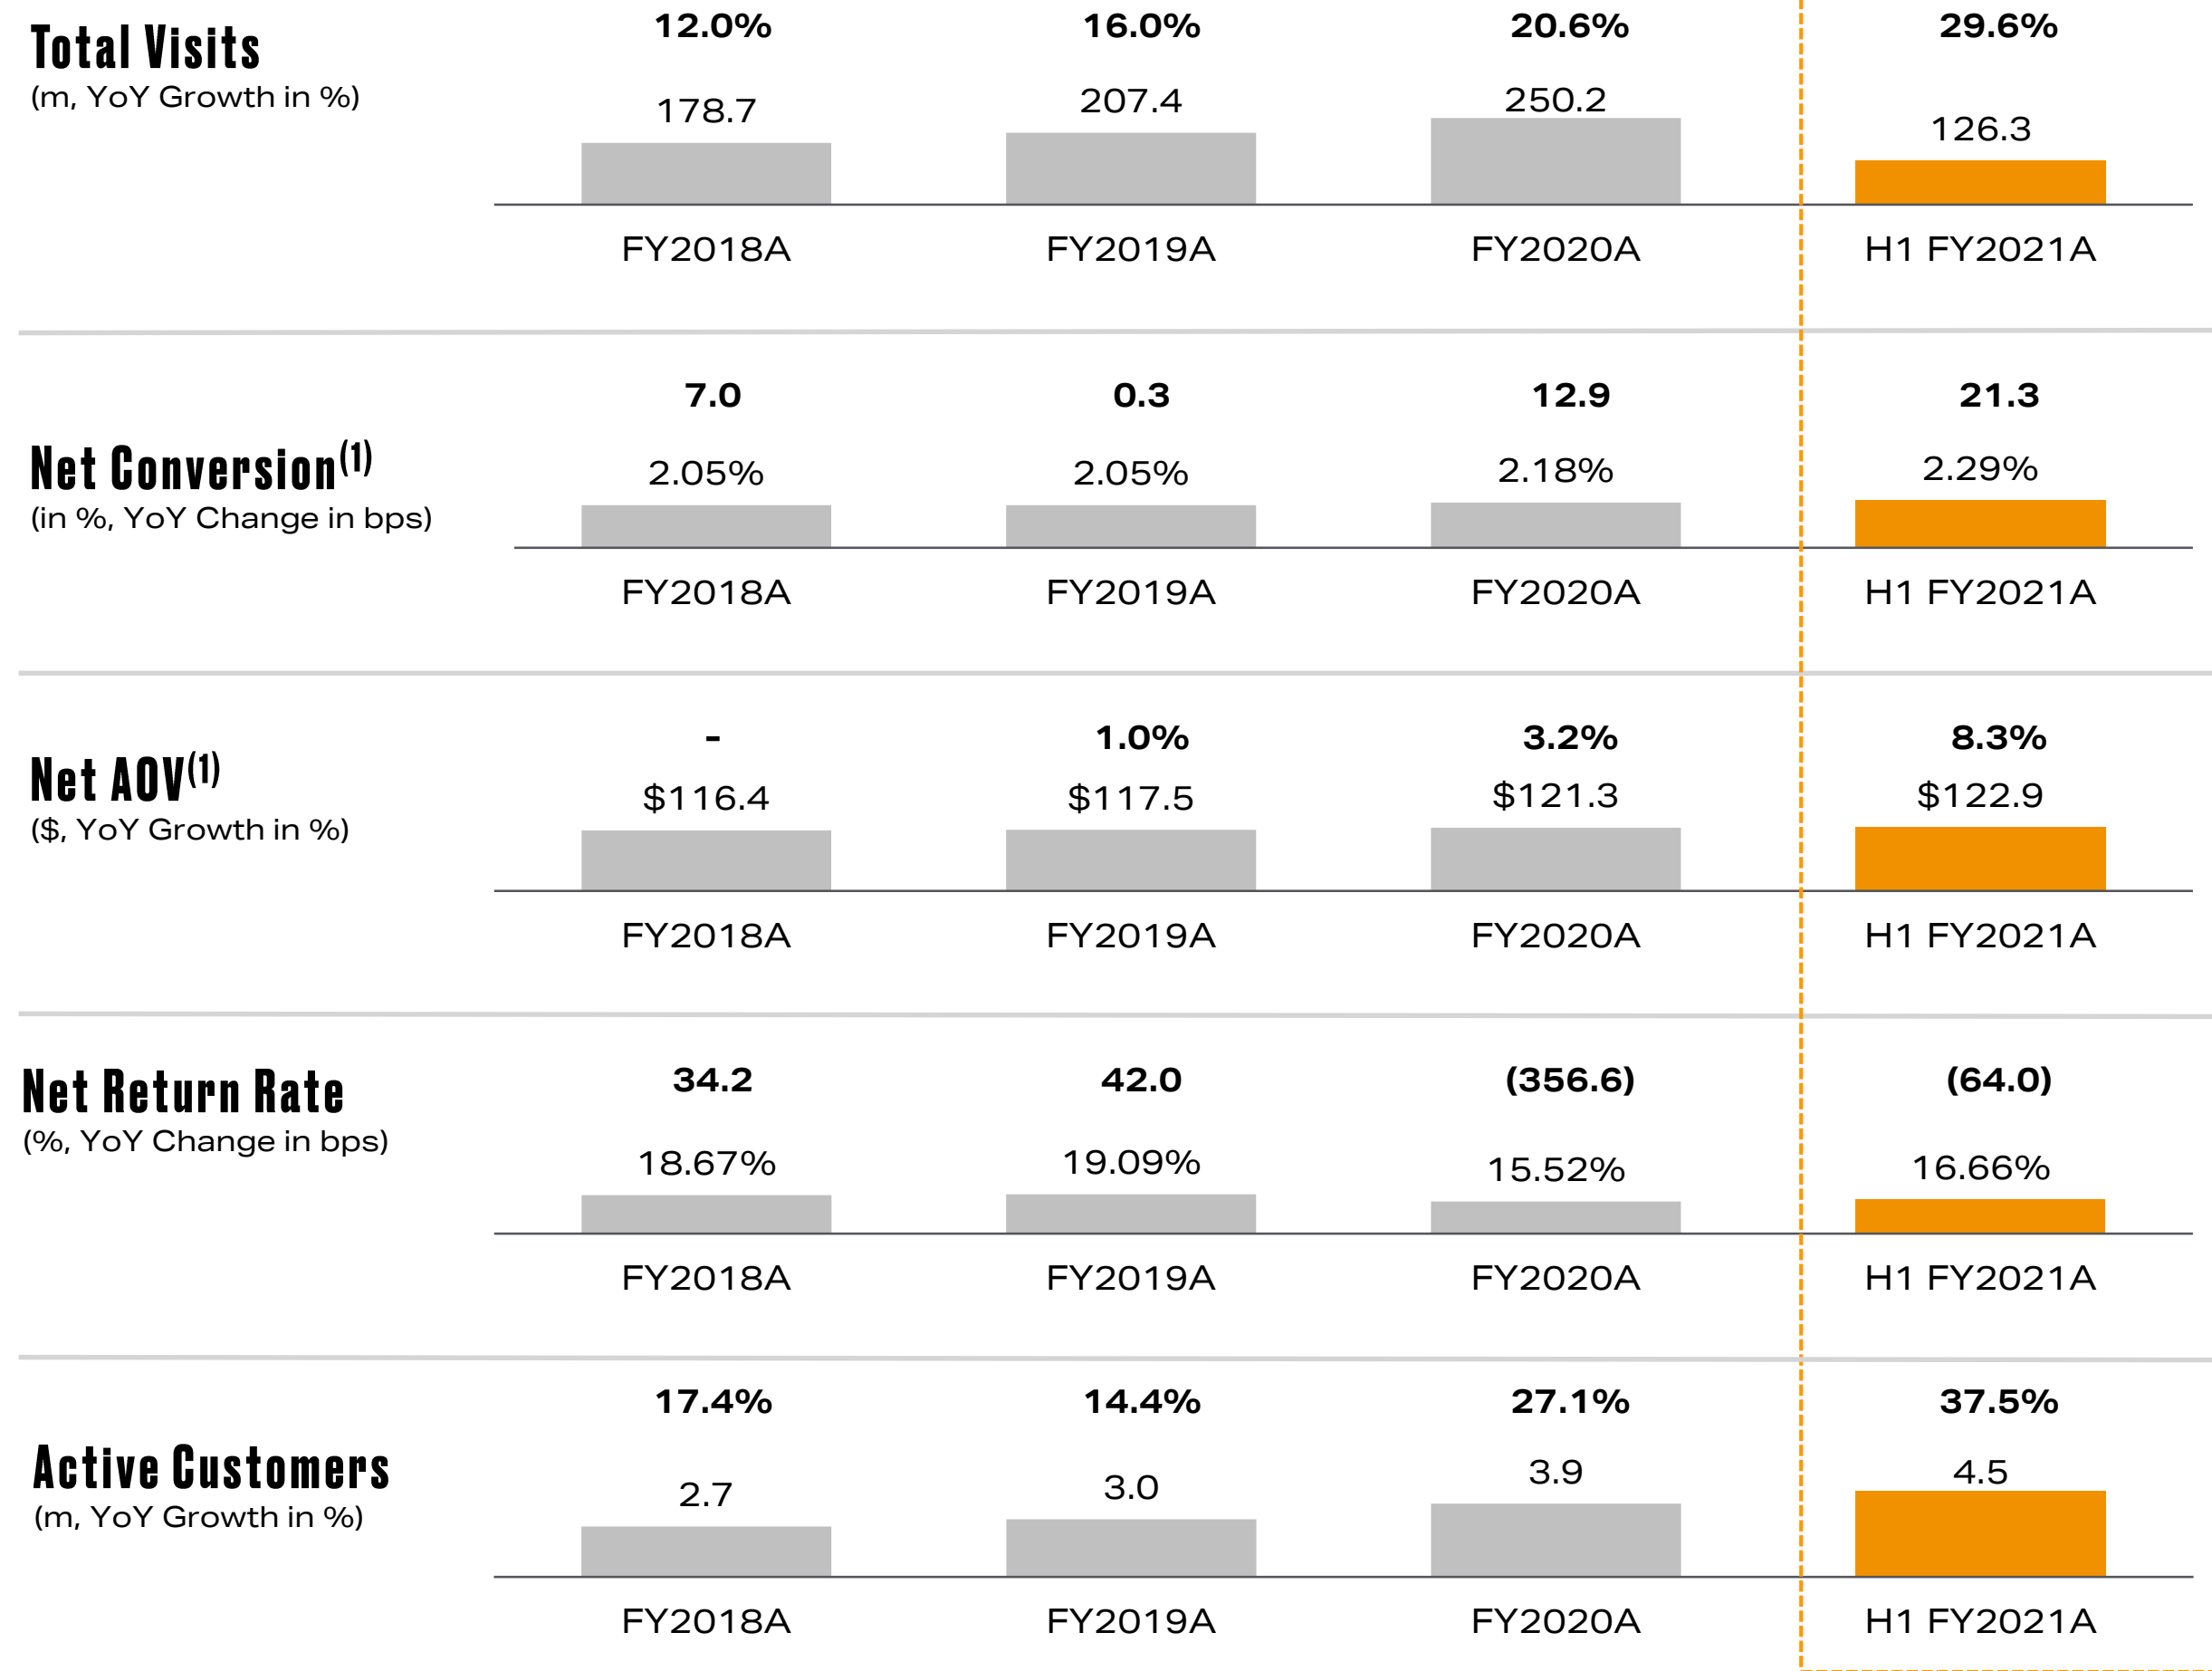 Total Visits
(m, YoY Growth in %)
12.0% 16.0% 20.6% 29.6%
178.7 207.4 250.2 126.3
FY2018A FY2019A FY2020A H1 FY2021A
Net Conversion(1)
(in %, YoY Change in bps)
7.0 0.3 12.9 21.3
2.05% 2.05% 2.18% 2.29%
FY2018A FY2019A FY2020A H1 FY2021A
Net AOV(1)
($, YoY Growth in %)
- 1.0% 3.2% 8.3%
$116.4 $117.5 $121.3 $122.9
FY2018A FY2019A FY2020A H1 FY2021A
Net Return Rate
(%, YoY Change in bps)
34.2 42.0 (356.6) (64.0)
18.67% 19.09% 15.52% 16.66%
FY2018A FY2019A FY2020A H1 FY2021A
Active Customers
(m, YoY Growth in %)
17.4% 14.4% 27.1% 37.5%
2.7 3.0 3.9 4.5
FY2018A FY2019A FY2020A H1 FY2021A